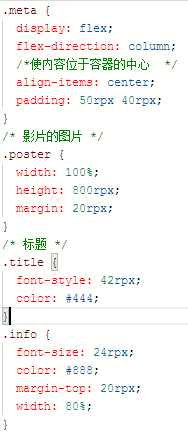 .meta {
  display: flex;
  flex-direction: column;
  /*使内容位于容器的中心  */
  align-items: center;
  padding: 50rpx 40rpx;
}
/* 影片的图片 */
.poster {
  width: 100%;
  height: 800rpx;
  margin: 20rpx;
}
/* 标题 */
.title {
  font-style: 42rpx;
  color: #444;
}
.info {
  font-size: 24rpx;
  color: #888;
  margin-top: 20rpx;
  width: 80%;
}